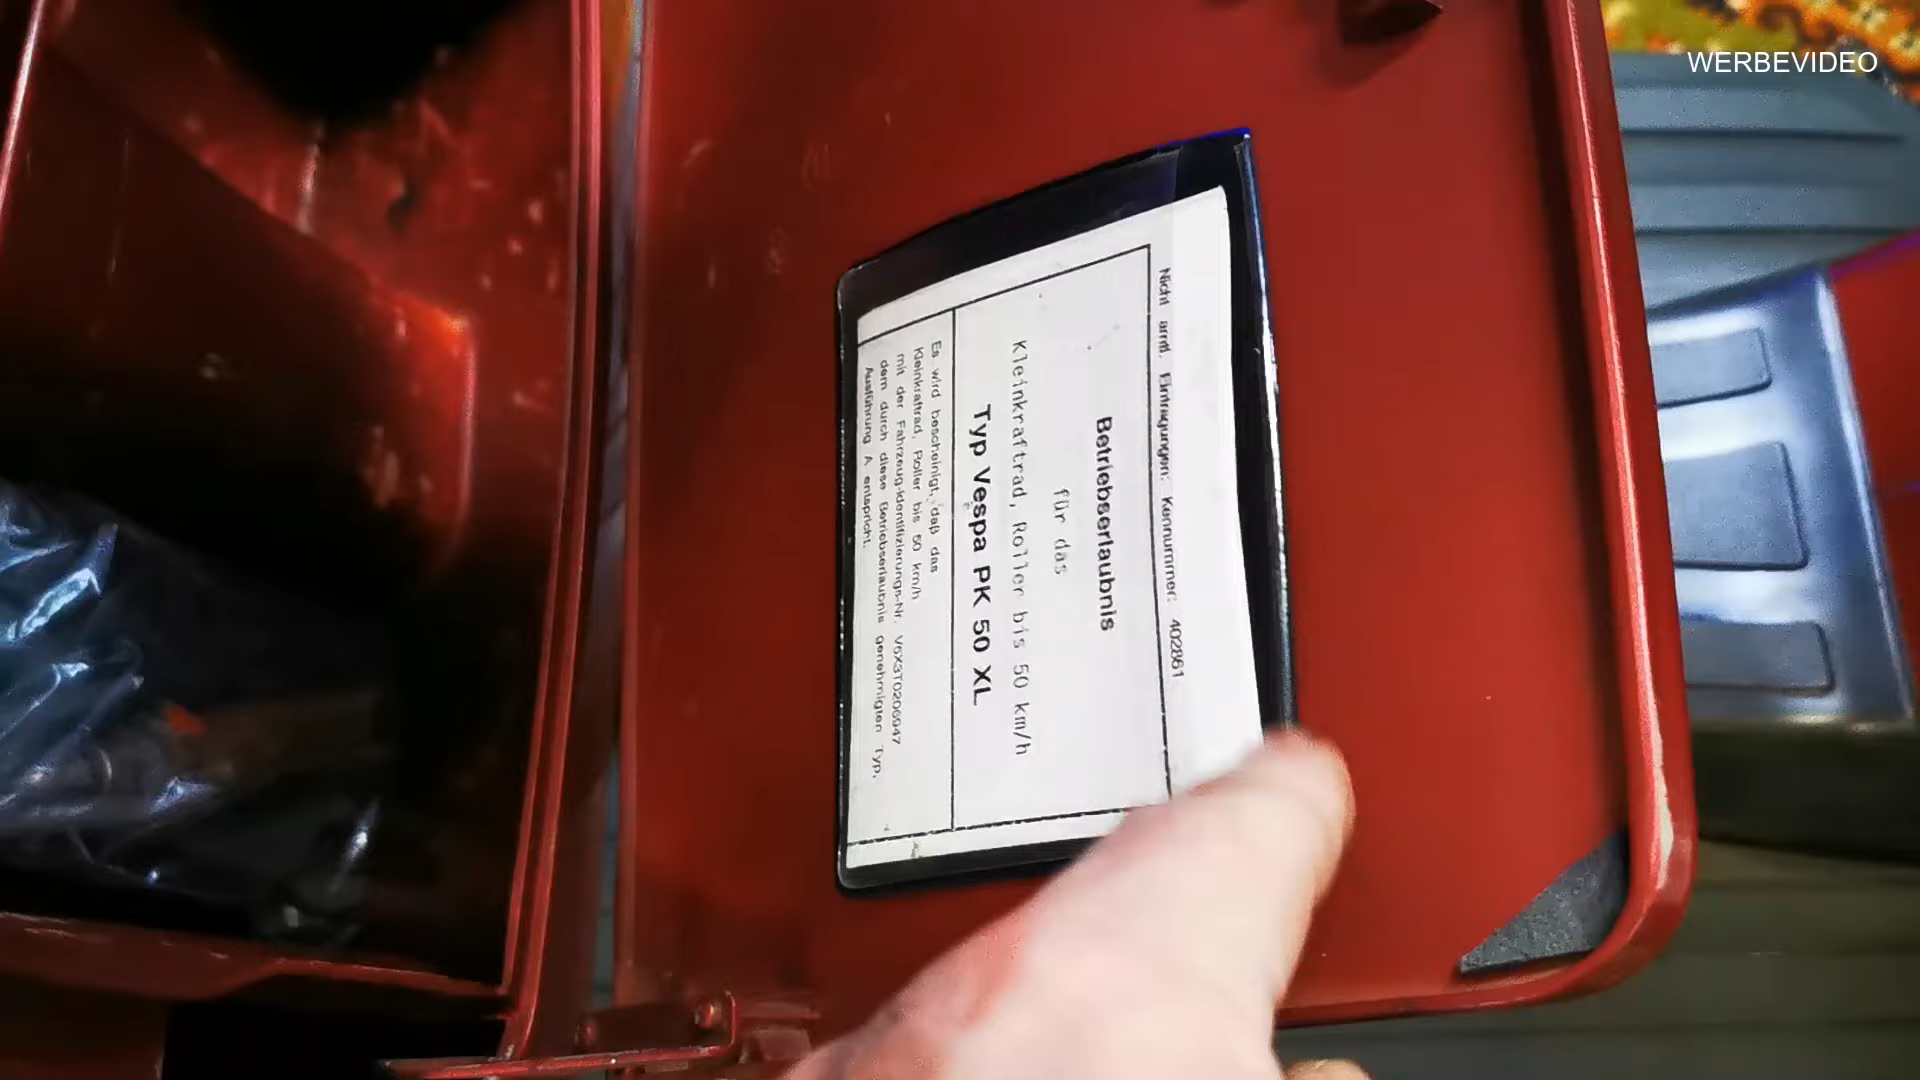 WERBEVIDEO
Nicht amtl. Eintragungen: Kennummer: 402861
Betriebserlaubnis
für das
Kleinkraftrad, Roller bis 50 km/h
Typ Vespa PK 50 XL
Es wird bescheinigt, daß das
Kleinkraftrad, Roller bis 50 km/h
mit der Fahrzeug-Identifizierungs-Nr. V6X3T0206947
dem durch diese Betriebserlaubnis genehmigten Typ,
Ausführung A entspricht.